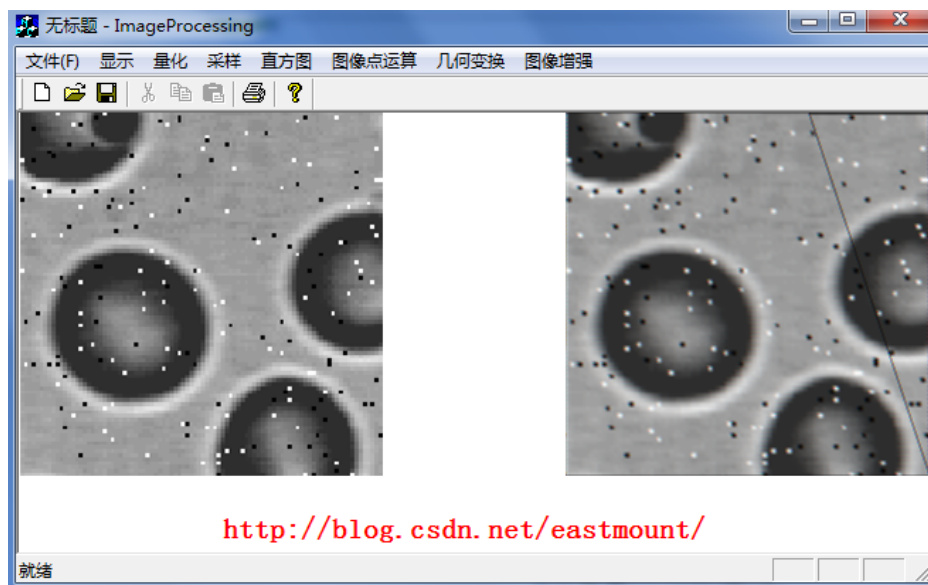 无标题 - ImageProcessing
文件(F) 显示 量化 采样 直方图 图像点运算 几何变换 图像增强
http://blog.csdn.net/eastmount/
就绪